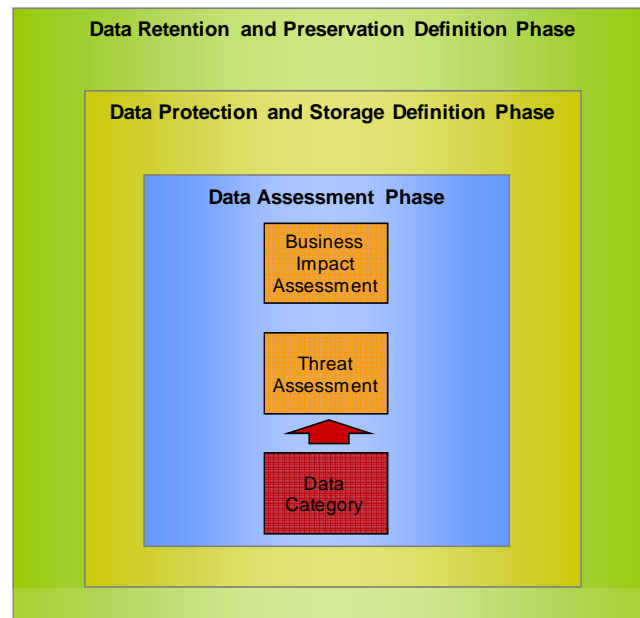 Data Retention and Preservation Definition Phase
Data Protection and Storage Definition Phase
Data Assessment Phase
Business
Impact
Assessment
Threat
Assessment
Data
Category